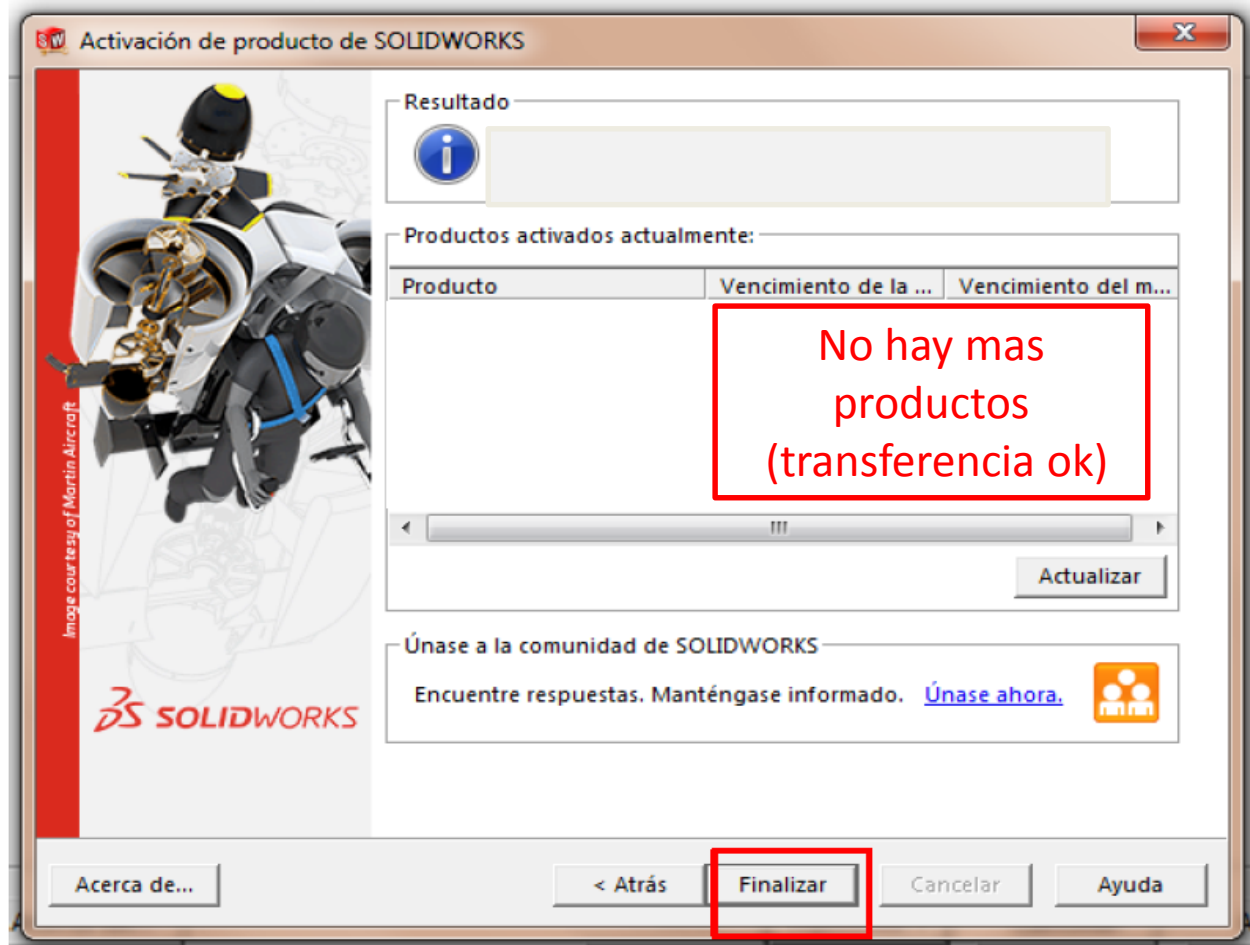 Activación de producto de SOLIDWORKS
Resultado
Productos activados actualmente:
Producto
Vencimiento de la ...
Vencimiento del m...
No hay mas
productos
(transferencia ok)
Actualizar
Únase a la comunidad de SOLIDWORKS
Encuentre respuestas. Manténgase informado. Únase ahora.
Image courtesy of Martin Aircraft
SOLIDWORKS
Acerca de...
< Atrás
Finalizar
Cancelar
Ayuda